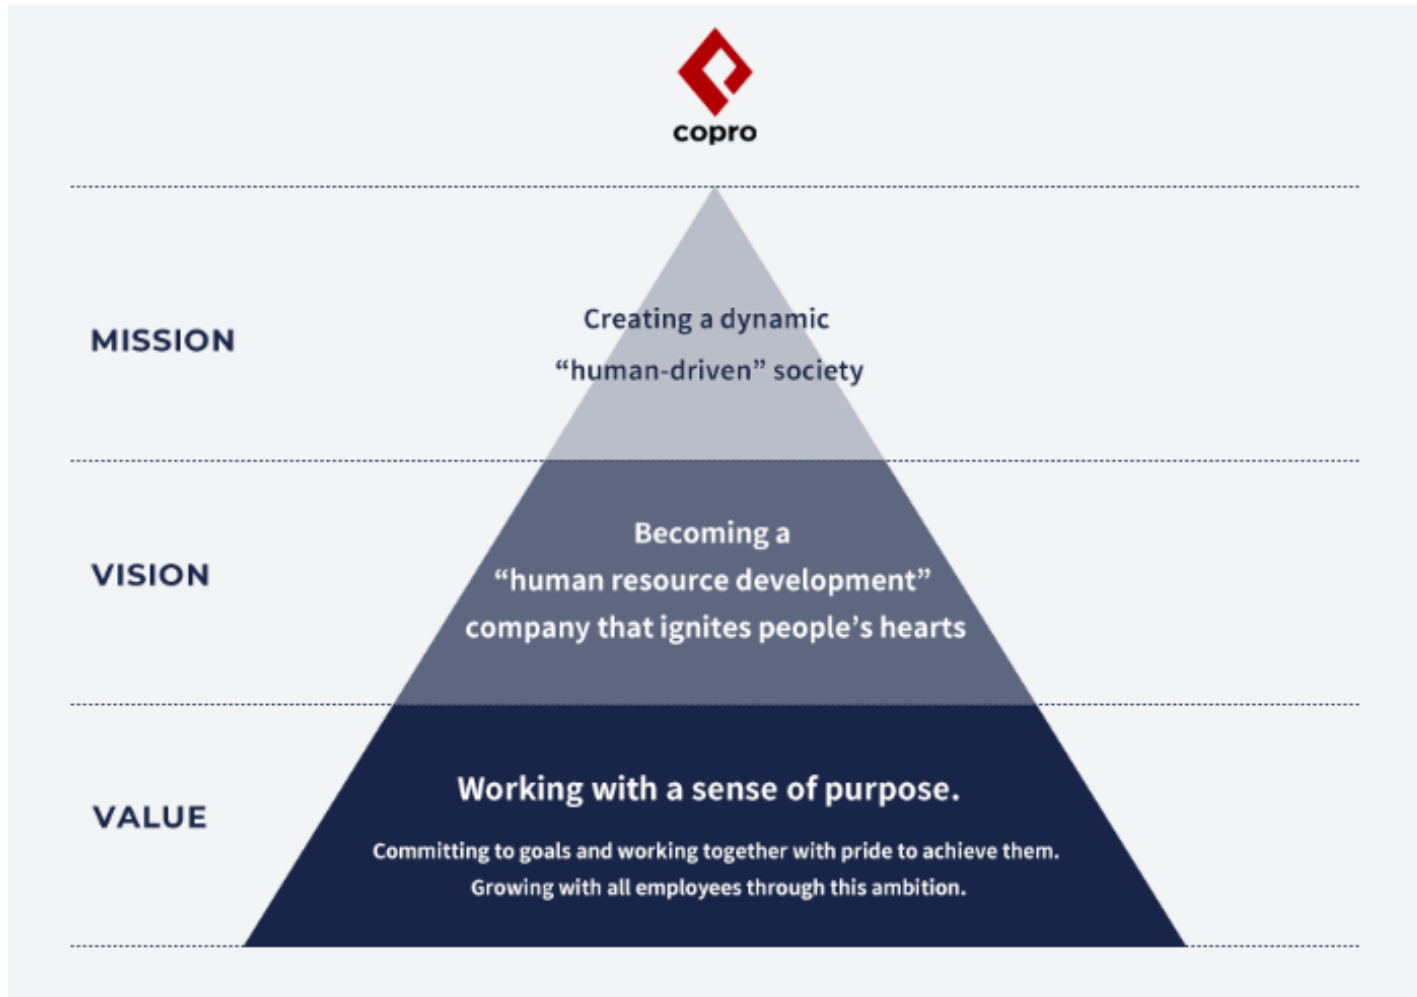 copro
MISSION
Creating a dynamic
“human-driven” society
VISION
Becoming a
“human resource development”
company that ignites people’s hearts
VALUE
Working with a sense of purpose.
Committing to goals and working together with pride to achieve them.
Growing with all employees through this ambition.